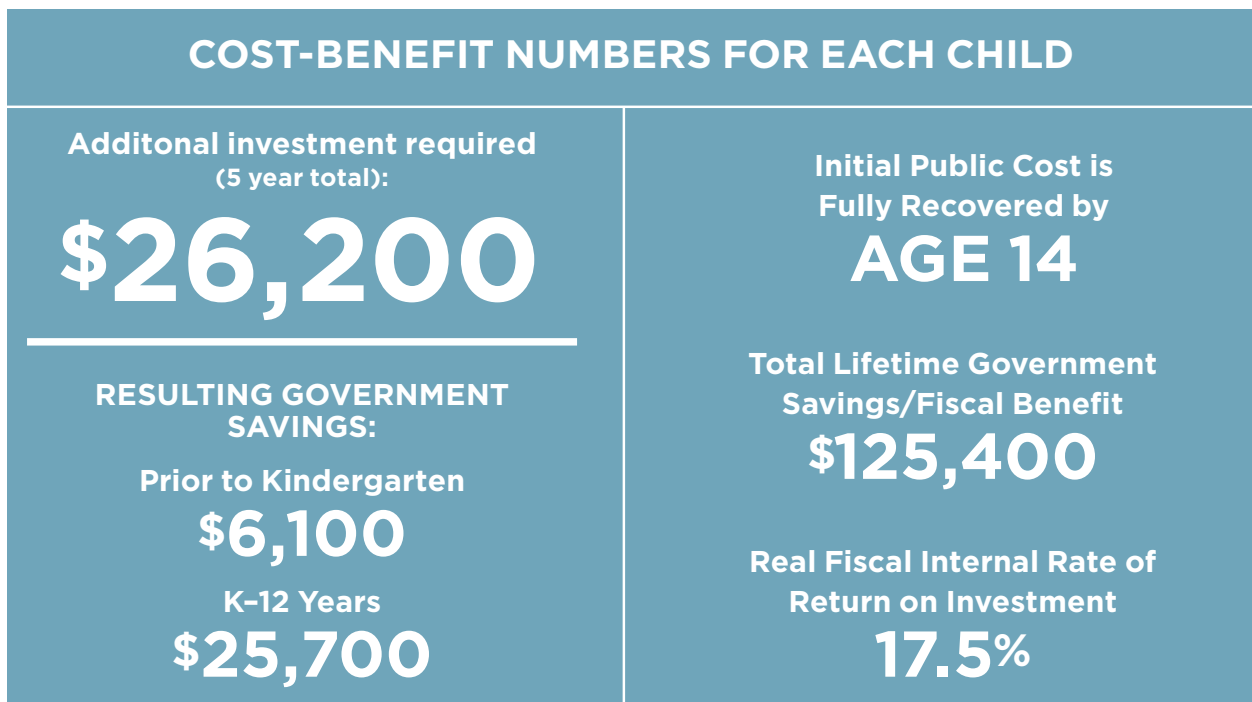 COST-BENEFIT NUMBERS FOR EACH CHILD
Additonal investment required
(5 year total):
$26,200
RESULTING GOVERNMENT
SAVINGS:
Prior to Kindergarten
$6,100
K–12 Years
$25,700
Initial Public Cost is
Fully Recovered by
AGE 14
Total Lifetime Government
Savings/Fiscal Benefit
$125,400
Real Fiscal Internal Rate of
Return on Investment
17.5%